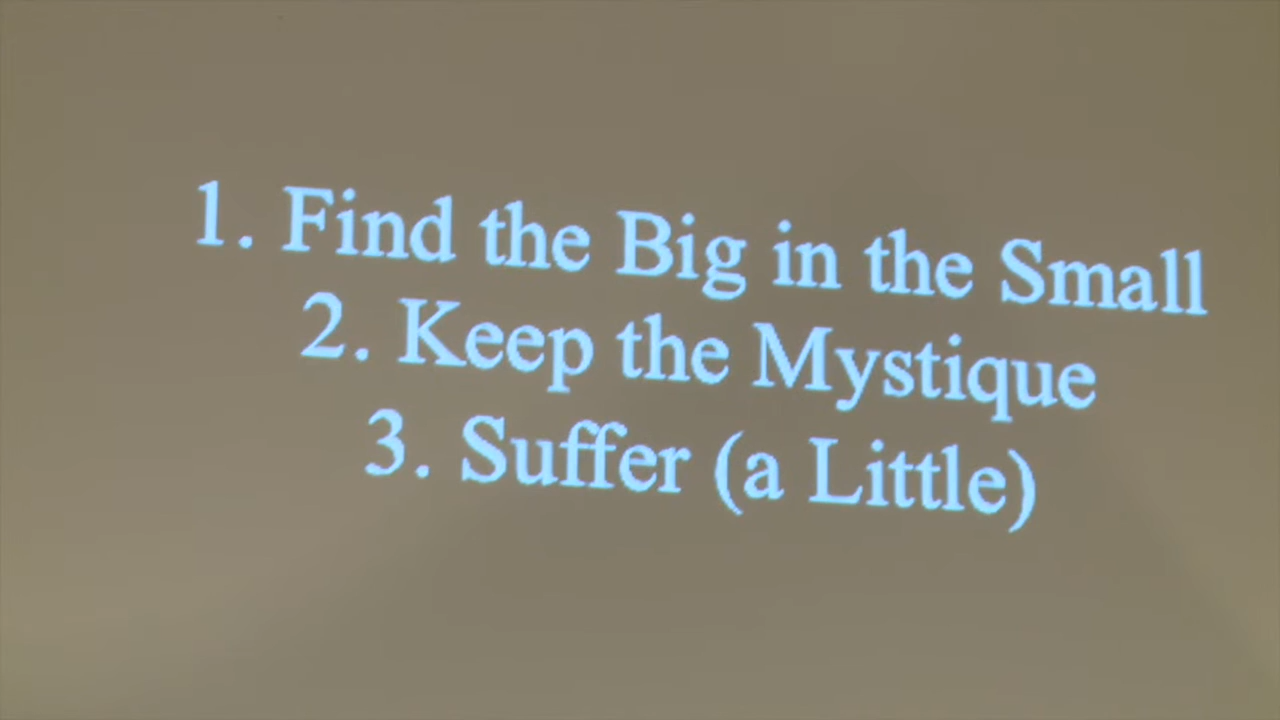 1. Find the Big in the Small
2. Keep the Mystique
3. Suffer (a Little)